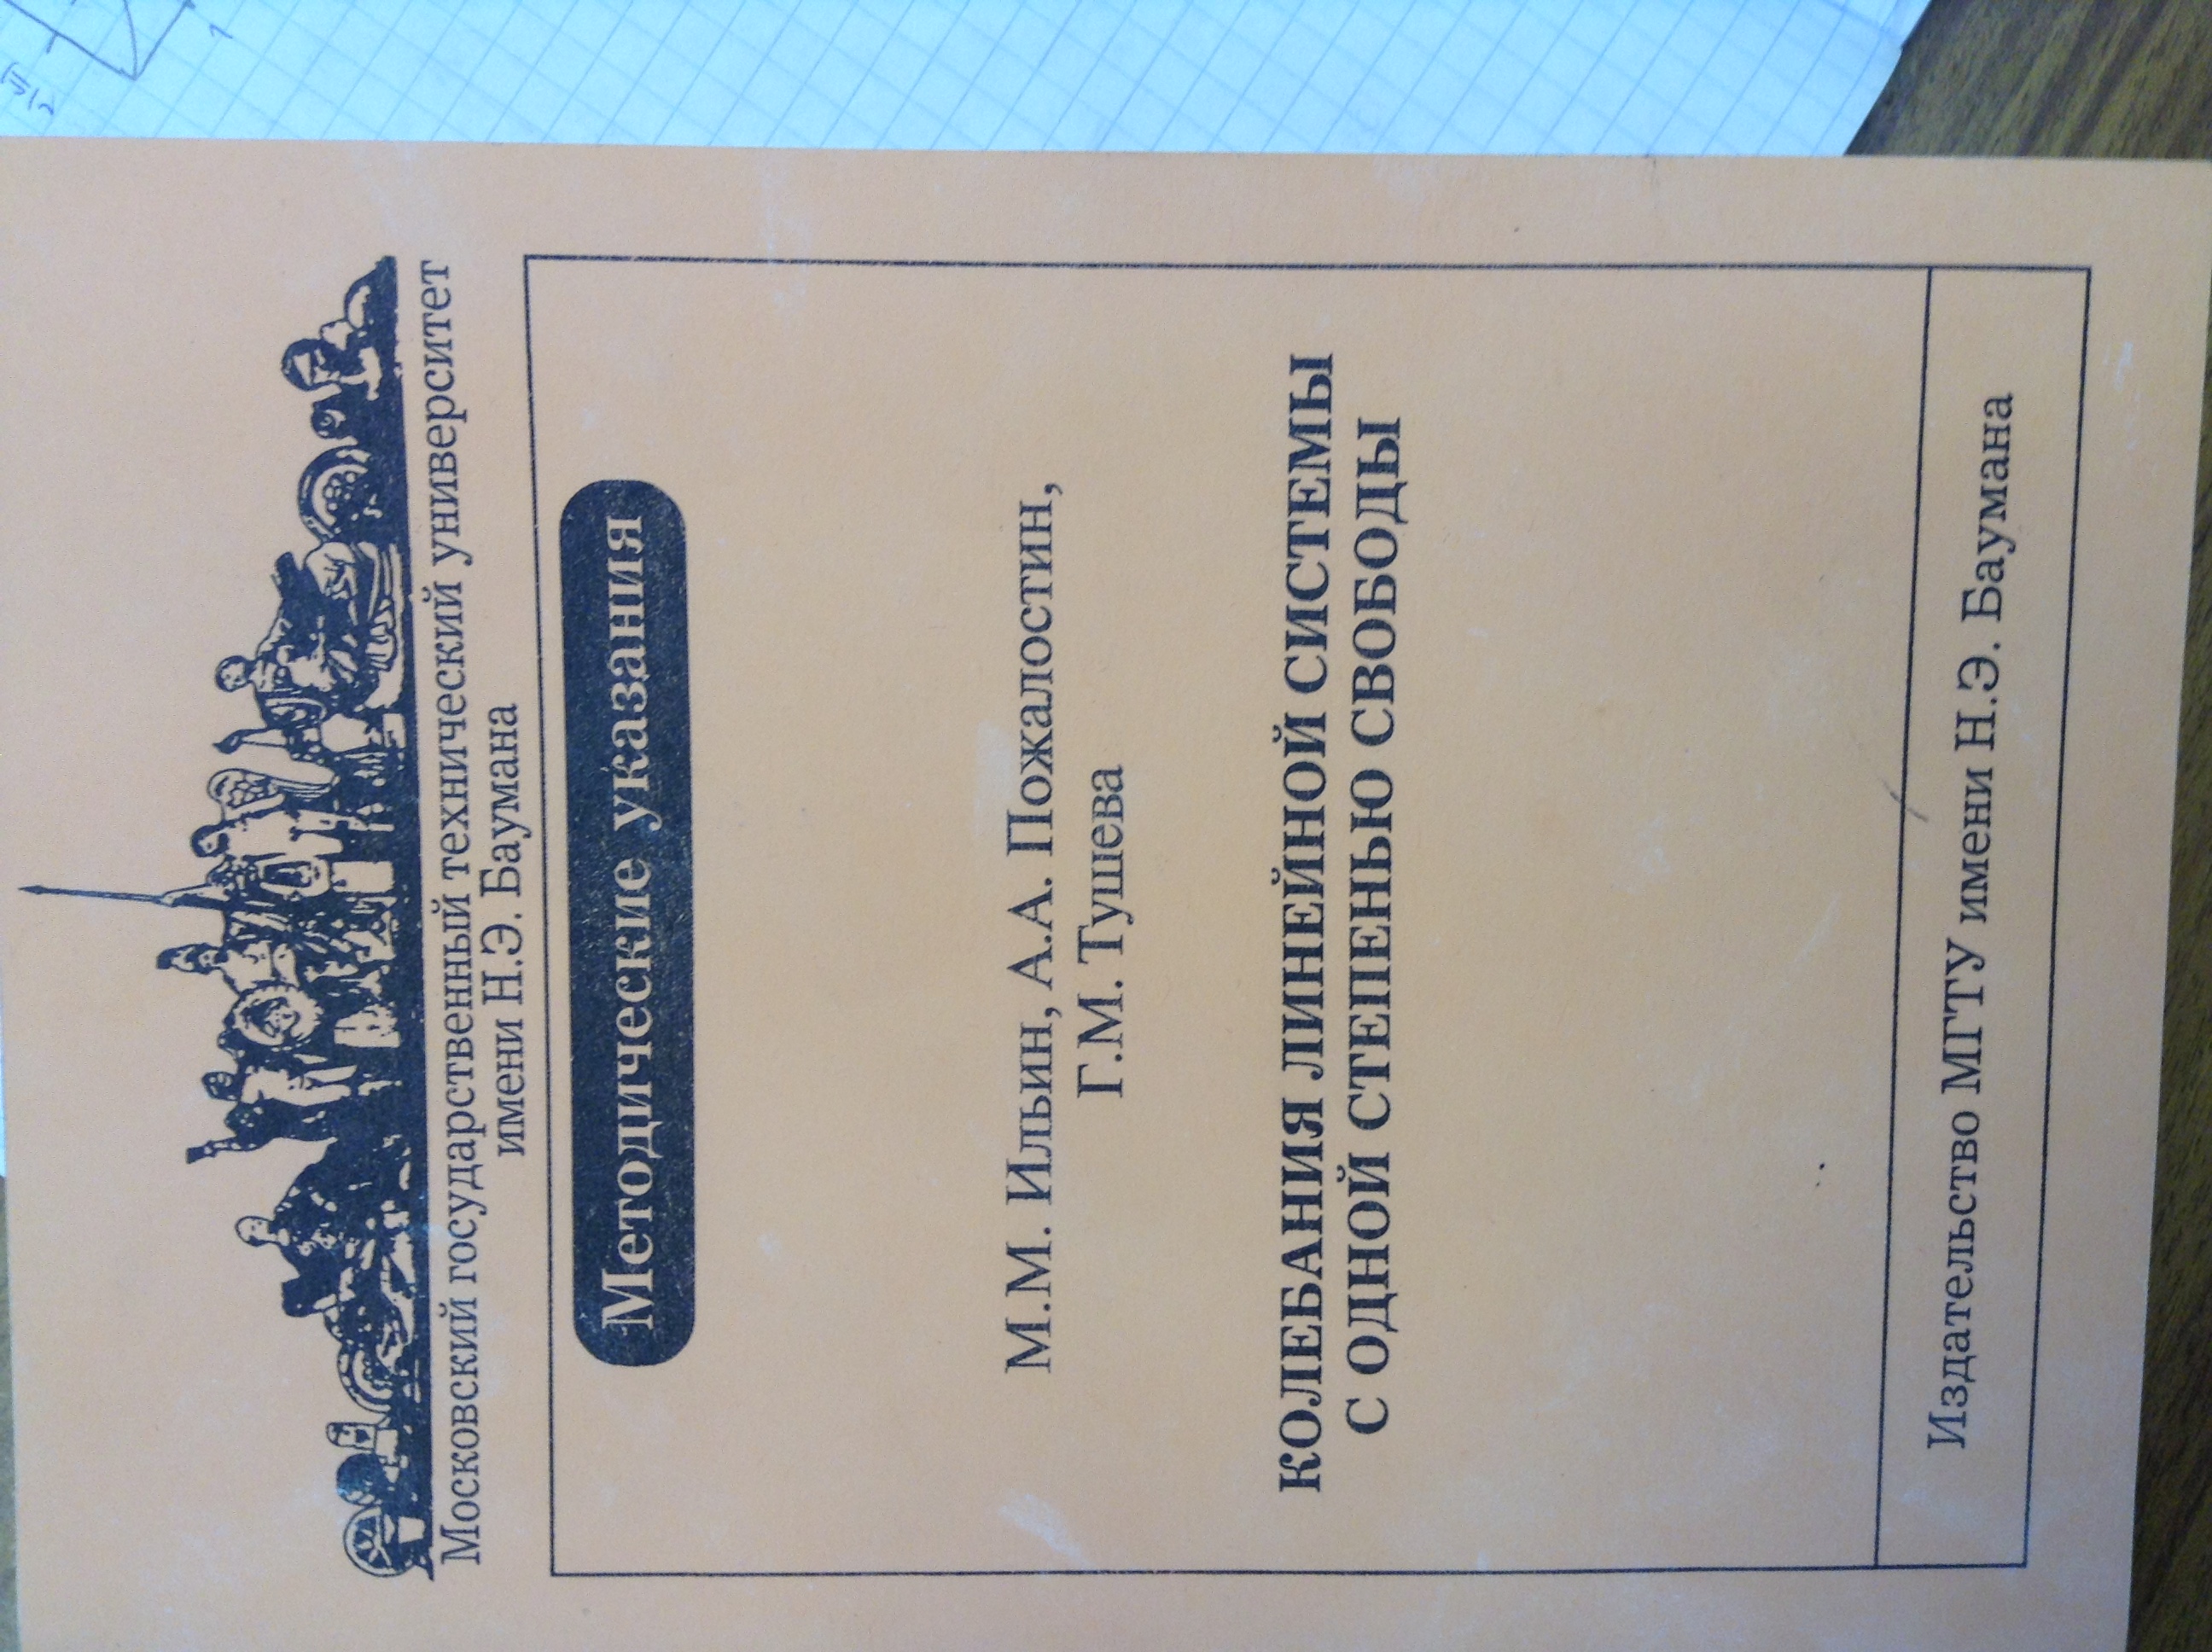 Московский государственный технический университет
имени Н.Э. Баумана
Методические указания
М.М. Ильин, А.А. Пожалостин,
Г.М. Тушева
КОЛЕБАНИЯ ЛИНЕЙНОЙ СИСТЕМЫ
С ОДНОЙ СТЕПЕНЬЮ СВОБОДЫ
Издательство МГТУ имени Н.Э. Баумана